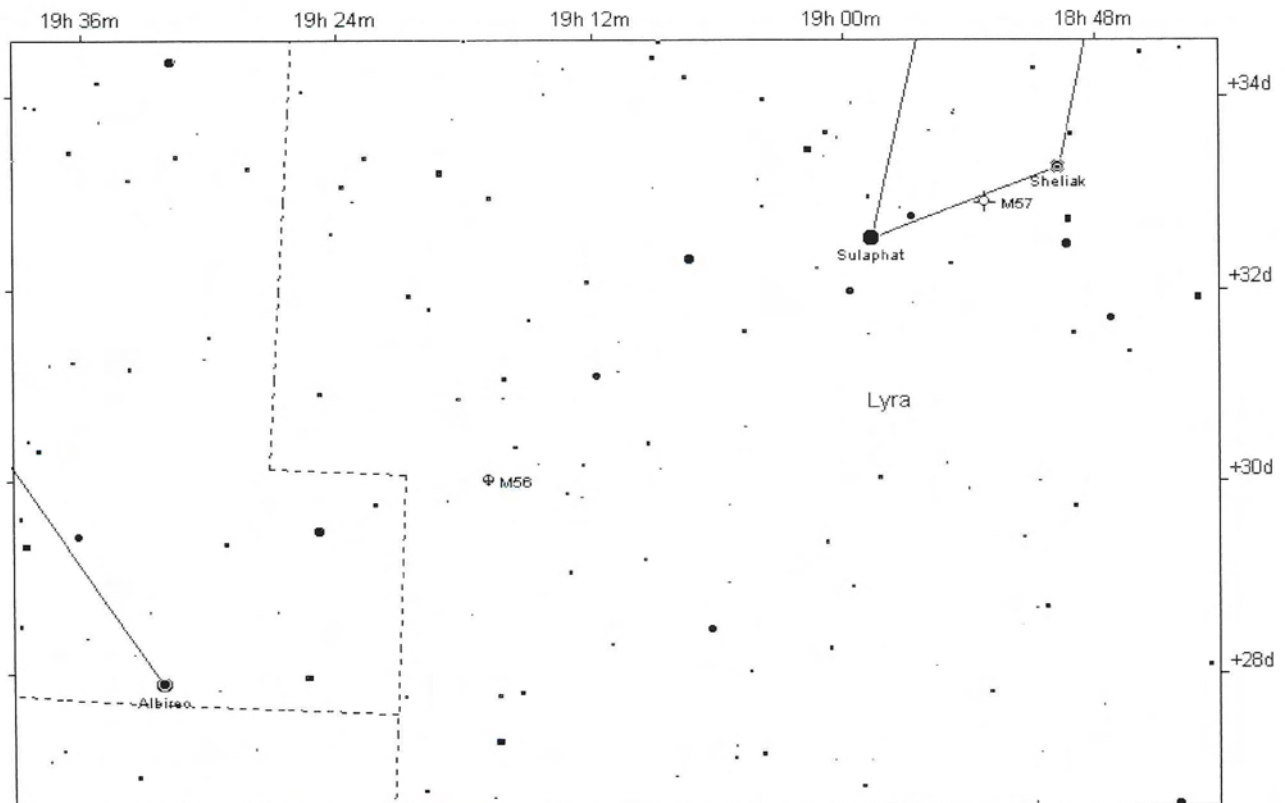 19h 36m 19h 24m 19h 12m 19h 00m 18h 48m
+34d
Sheliak
M57
Sulaphat
+32d
Lyra
M56
+30d
+28d
Albireo